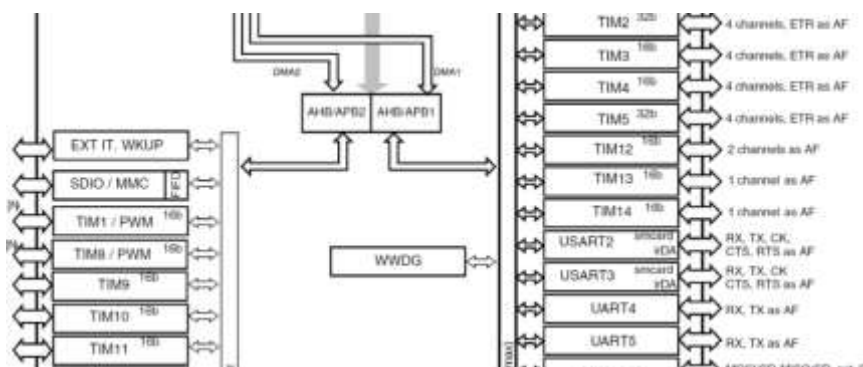 DMA2
DMA1
AHB/APB2
AHB/APB1
EXT IT. WKUP
SDIO / MMC
FIFO
TIM1 / PWM 16b
TIM8 / PWM 16b
TIM9 16b
TIM10 16b
TIM11 16b
WWDG
TIM2 32b
4 channels, ETR as AF
TIM3 16b
4 channels, ETR as AF
TIM4 16b
4 channels, ETR as AF
TIM5 32b
4 channels, ETR as AF
TIM12 16b
2 channels as AF
TIM13 16b
1 channel as AF
TIM14 16b
1 channel as AF
USART2 smcard
irDA
RX, TX, CK,
CTS, RTS as AF
USART3 smcard
irDA
RX, TX, CK
CTS, RTS as AF
UART4
RX, TX as AF
UART5
RX, TX as AF